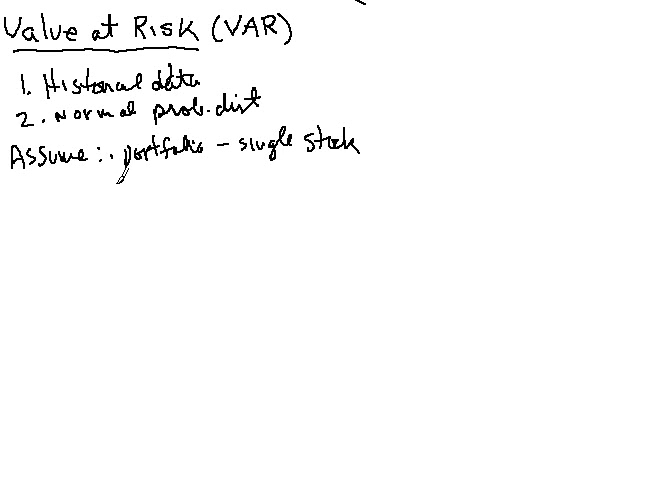 Value at Risk (VAR)
1. Historical data
2. Normal prob. dist
Assume: • portfolio - single stock